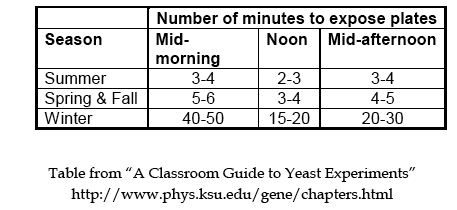 Number of minutes to expose plates
Season Mid-morning Noon Mid-afternoon
Summer 3-4 2-3 3-4
Spring & Fall 5-6 3-4 4-5
Winter 40-50 15-20 20-30
Table from “A Classroom Guide to Yeast Experiments”
http://www.phys.ksu.edu/gene/chapters.html